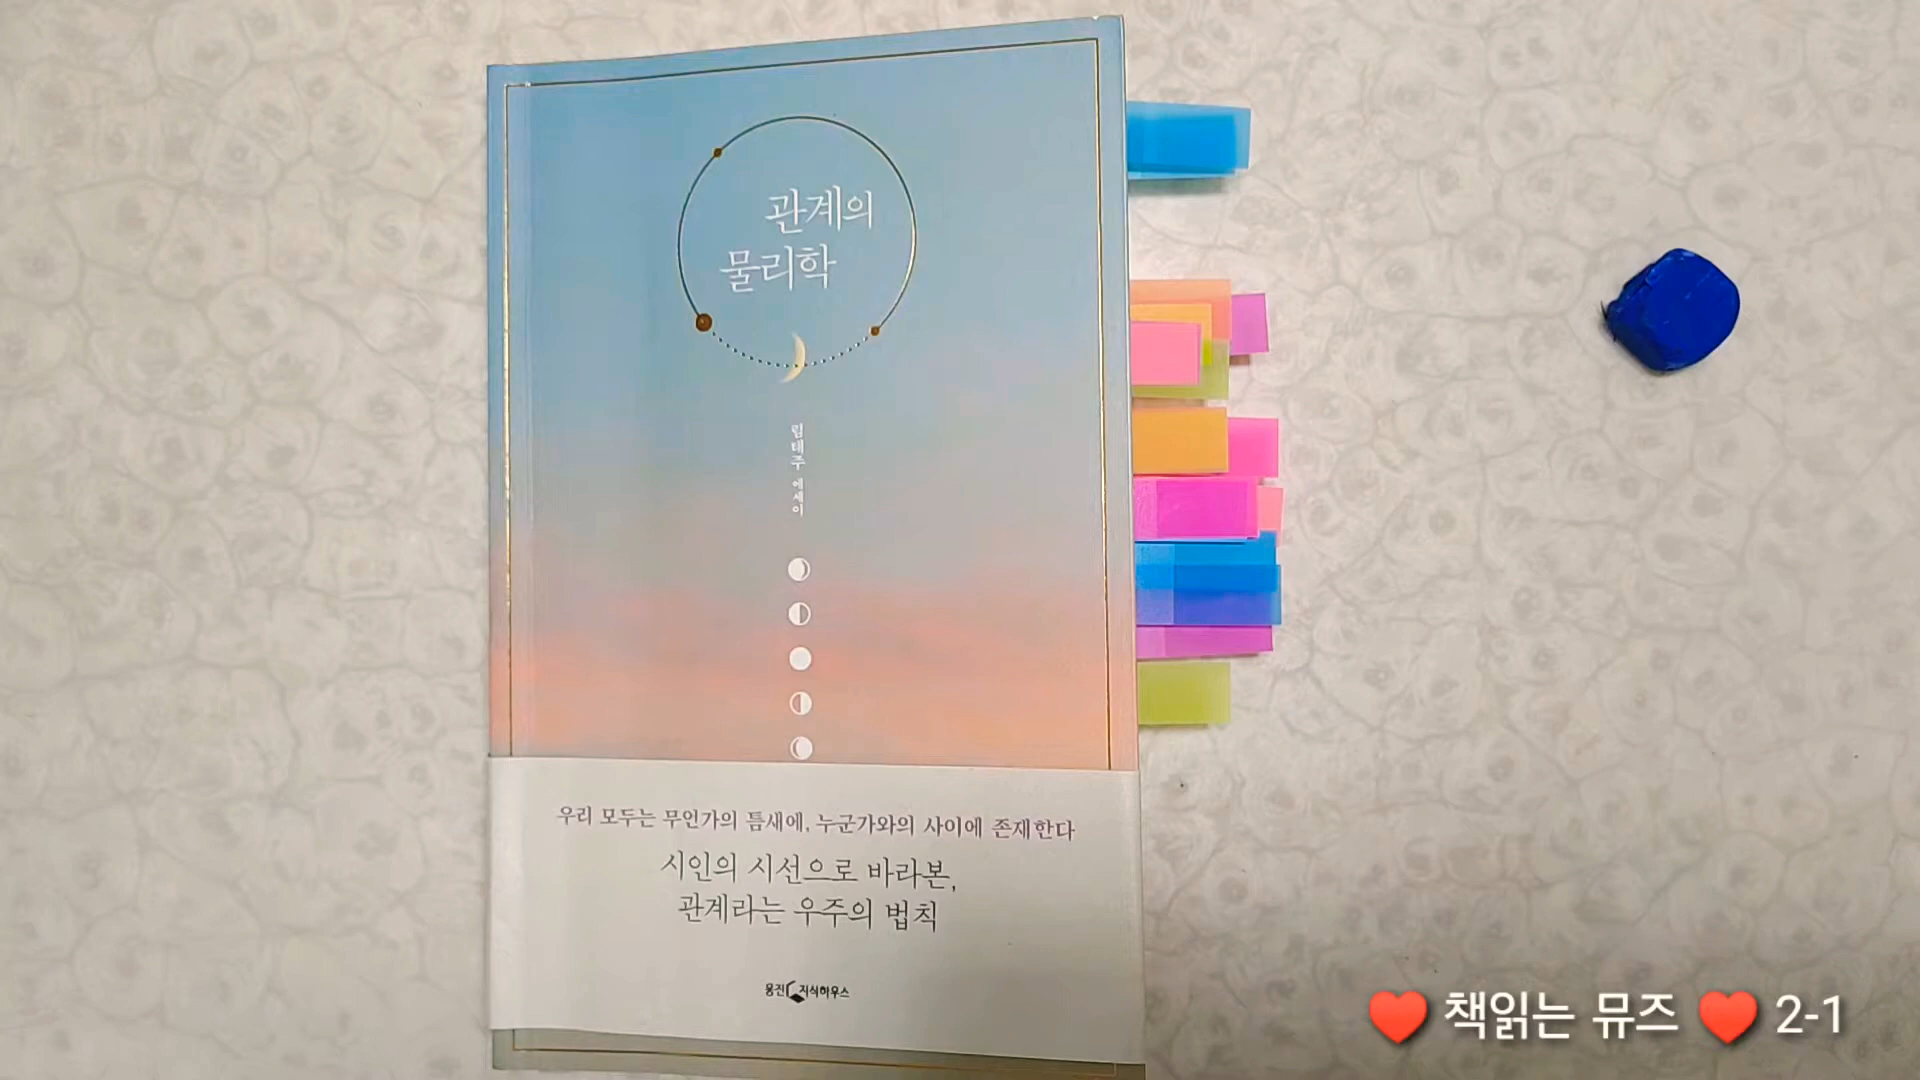 관계의
물리학
림태주 에세이
우리 모두는 무언가의 틈새에, 누군가와의 사이에 존재한다
시인의 시선으로 바라본,
관계라는 우주의 법칙
웅진 지식하우스
♥ 책읽는 뮤즈 ♥ 2-1